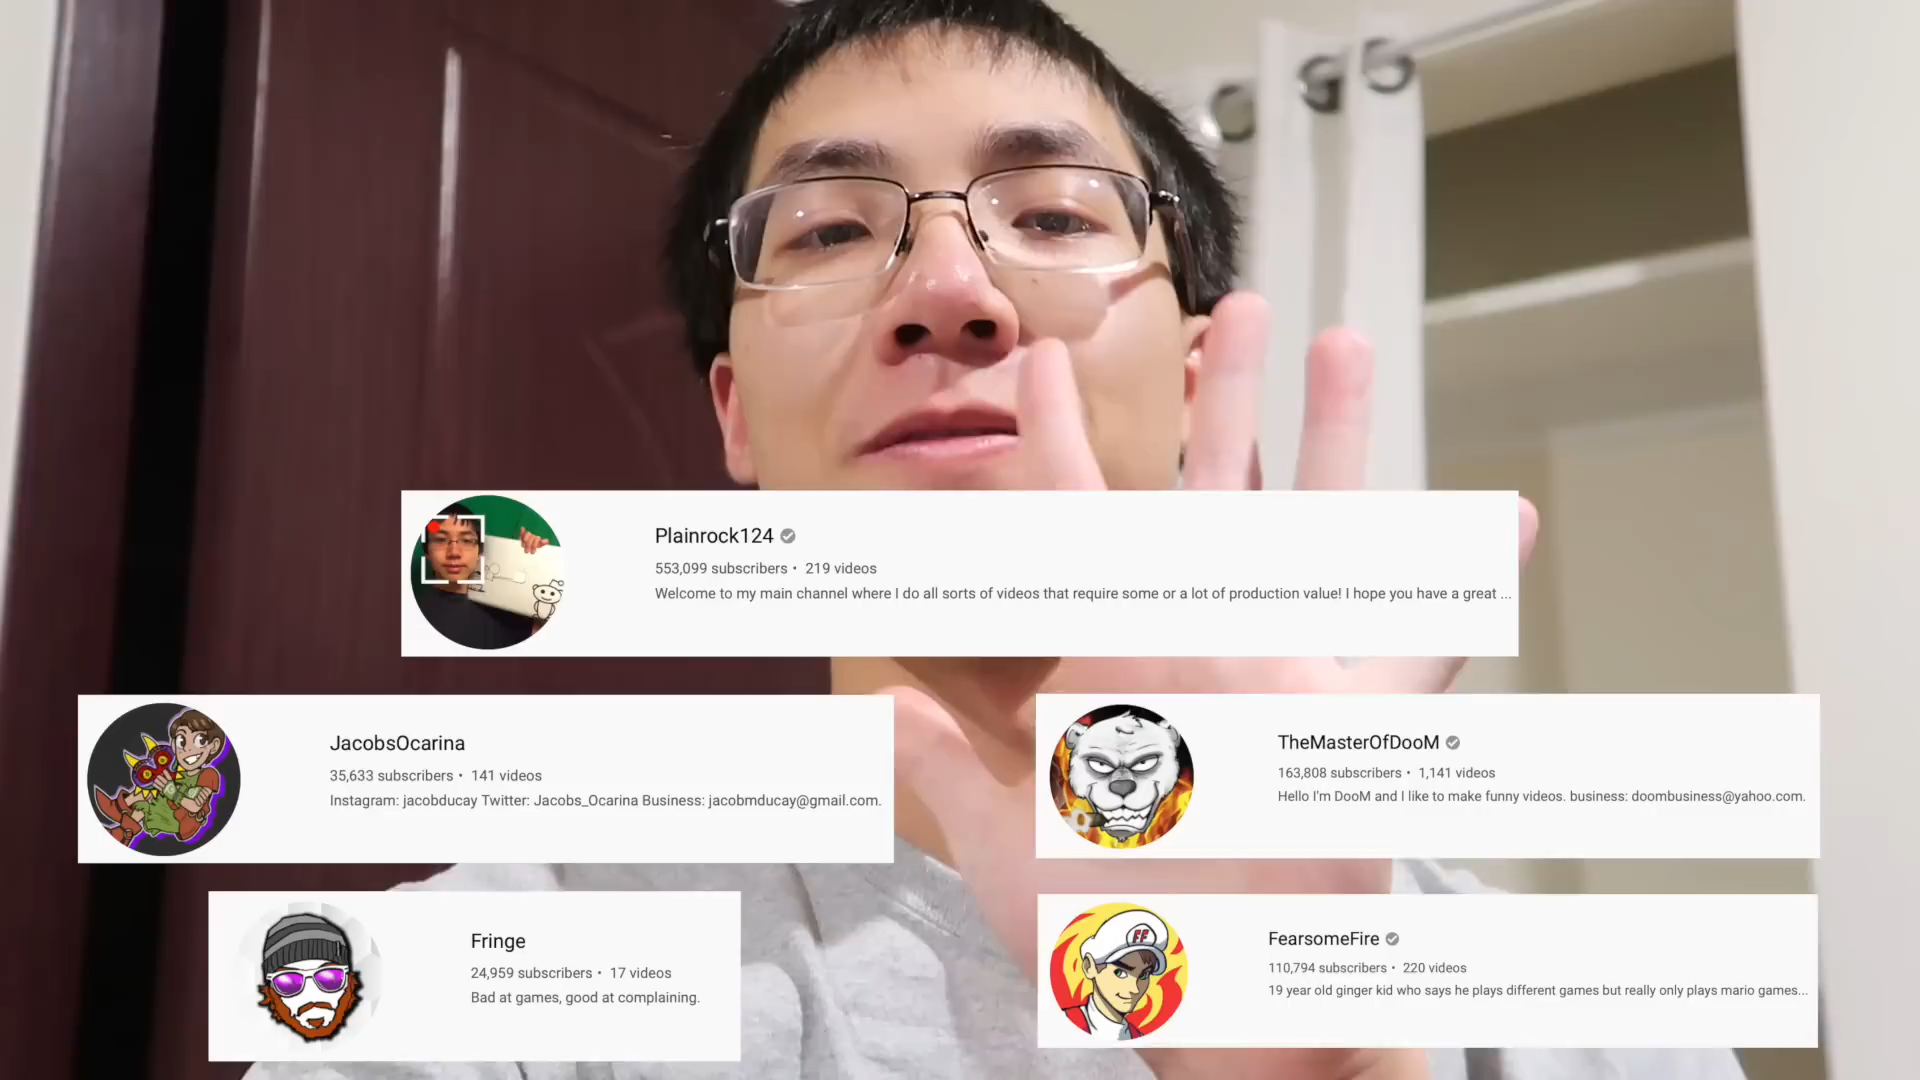 Plainrock124
553,099 subscribers • 219 videos
Welcome to my main channel where I do all sorts of videos that require some or a lot of production value! I hope you have a great ...
JacobsOcarina
35,633 subscribers • 141 videos
Instagram: jacobducay Twitter: Jacobs_Ocarina Business: jacobmducay@gmail.com.
TheMasterOfDooM
163,808 subscribers • 1,141 videos
Hello I'm DooM and I like to make funny videos. business: doombusiness@yahoo.com.
Fringe
24,959 subscribers • 17 videos
Bad at games, good at complaining.
FF
FearsomeFire
110,794 subscribers • 220 videos
19 year old ginger kid who says he plays different games but really only plays mario games...